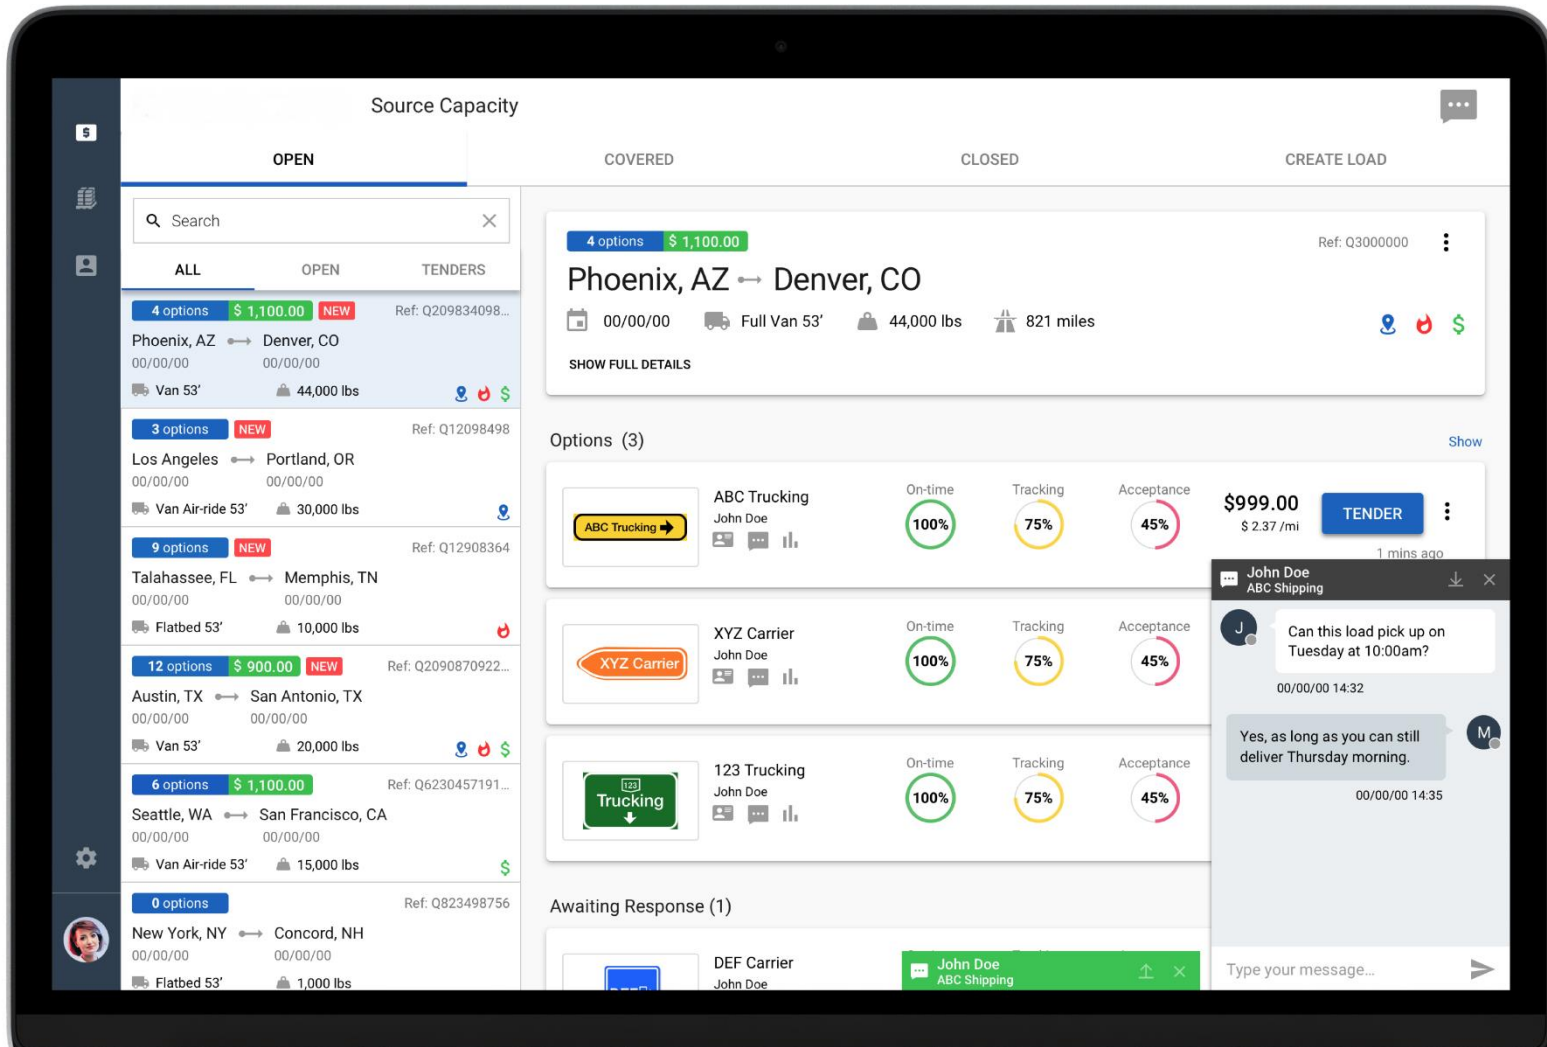 Source Capacity
OPEN
COVERED
CLOSED
CREATE LOAD
Search
ALL
OPEN
TENDERS
4 options $ 1,100.00 NEW Ref: Q209834098...
Phoenix, AZ Denver, CO
00/00/00 00/00/00
Van 53' 44,000 lbs $
3 options NEW Ref: Q12098498
Los Angeles Portland, OR
00/00/00 00/00/00
Van Air-ride 53' 30,000 lbs
9 options NEW Ref: Q12908364
Talahassee, FL Memphis, TN
00/00/00 00/00/00
Flatbed 53' 10,000 lbs
12 options $ 900.00 NEW Ref: Q2090870922...
Austin, TX San Antonio, TX
00/00/00 00/00/00
Van 53' 20,000 lbs $
6 options $ 1,100.00 Ref: Q6230457191...
Seattle, WA San Francisco, CA
00/00/00 00/00/00
Van Air-ride 53' 15,000 lbs $
0 options Ref: Q823498756
New York, NY Concord, NH
00/00/00 00/00/00
Flatbed 53' 1,000 lbs
4 options $ 1,100.00 Ref: Q3000000
Phoenix, AZ Denver, CO
00/00/00 Full Van 53' 44,000 lbs 821 miles $
SHOW FULL DETAILS
Options (3) Show
ABC Trucking
ABC Trucking
John Doe
On-time Tracking Acceptance
100% 75% 45%
$999.00
$ 2.37 /mi
TENDER
1 mins ago
XYZ Carrier
XYZ Carrier
John Doe
On-time Tracking Acceptance
100% 75% 45%
123
Trucking
123 Trucking
John Doe
On-time Tracking Acceptance
100% 75% 45%
Awaiting Response (1)
DEF Carrier
John Doe
John Doe
ABC Shipping
John Doe
ABC Shipping
J
Can this load pick up on
Tuesday at 10:00am?
00/00/00 14:32
M
Yes, as long as you can still
deliver Thursday morning.
00/00/00 14:35
Type your message...